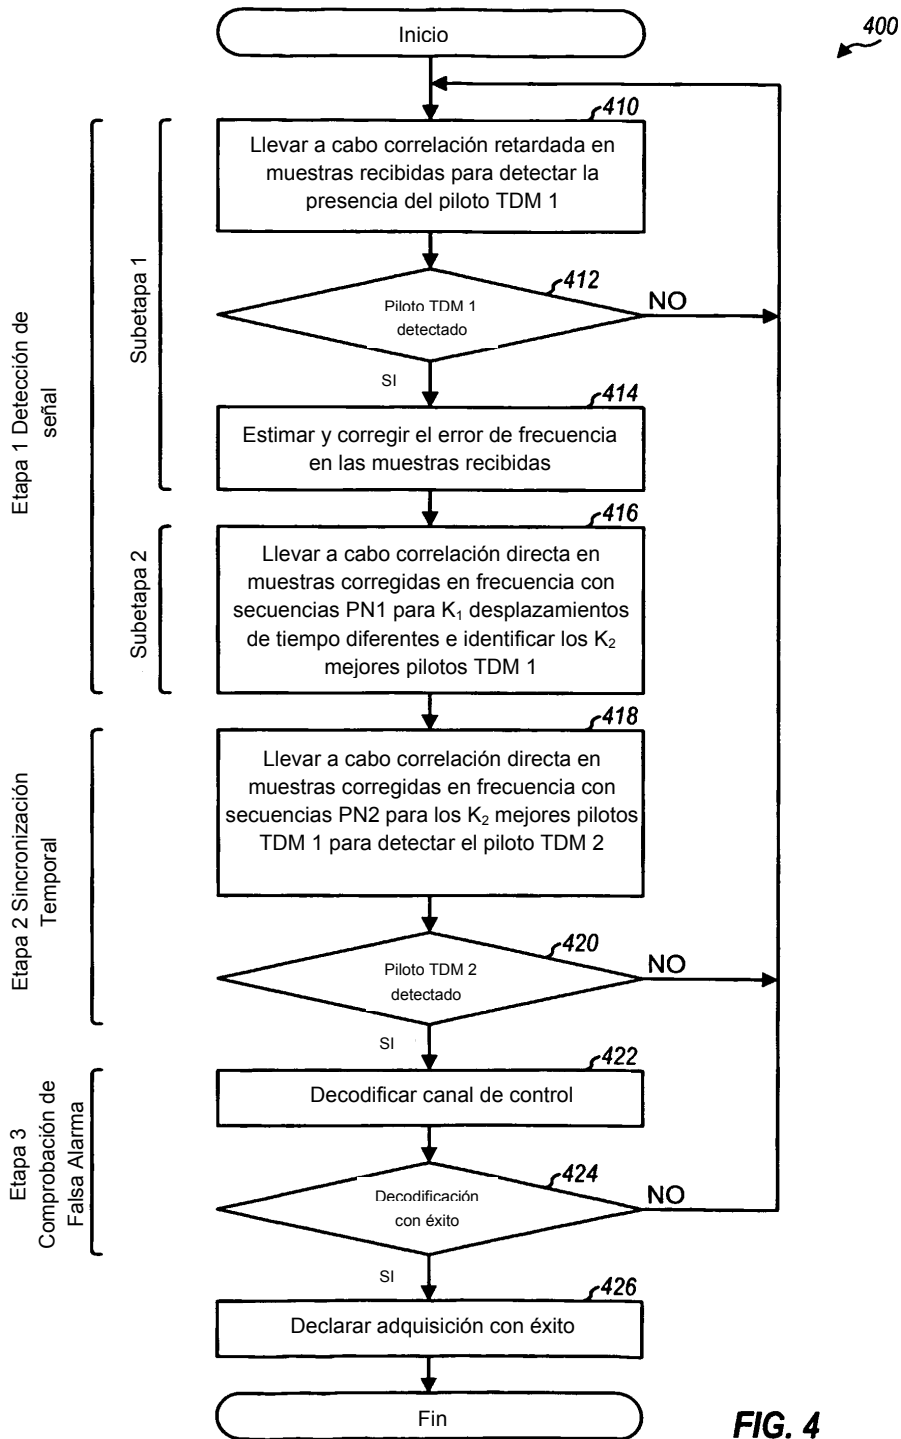 400
Inicio
410
Llevar a cabo correlación retardada en
muestras recibidas para detectar la
presencia del piloto TDM 1
412
Piloto TDM 1
detectado
NO
SI
414
Estimar y corregir el error de frecuencia
en las muestras recibidas
Subetapa 1
Etapa 1 Detección de
señal
416
Llevar a cabo correlación directa en
muestras corregidas en frecuencia con
secuencias PN1 para K₁ desplazamientos
de tiempo diferentes e identificar los K₂
mejores pilotos TDM 1
Subetapa 2
418
Llevar a cabo correlación directa en
muestras corregidas en frecuencia con
secuencias PN2 para los K₂ mejores pilotos
TDM 1 para detectar el piloto TDM 2
Etapa 2 Sincronización
Temporal
420
Piloto TDM 2
detectado
NO
SI
422
Decodificar canal de control
Etapa 3
Comprobación de
Falsa Alarma
424
Decodificación
con éxito
NO
SI
426
Declarar adquisición con éxito
Fin
FIG. 4